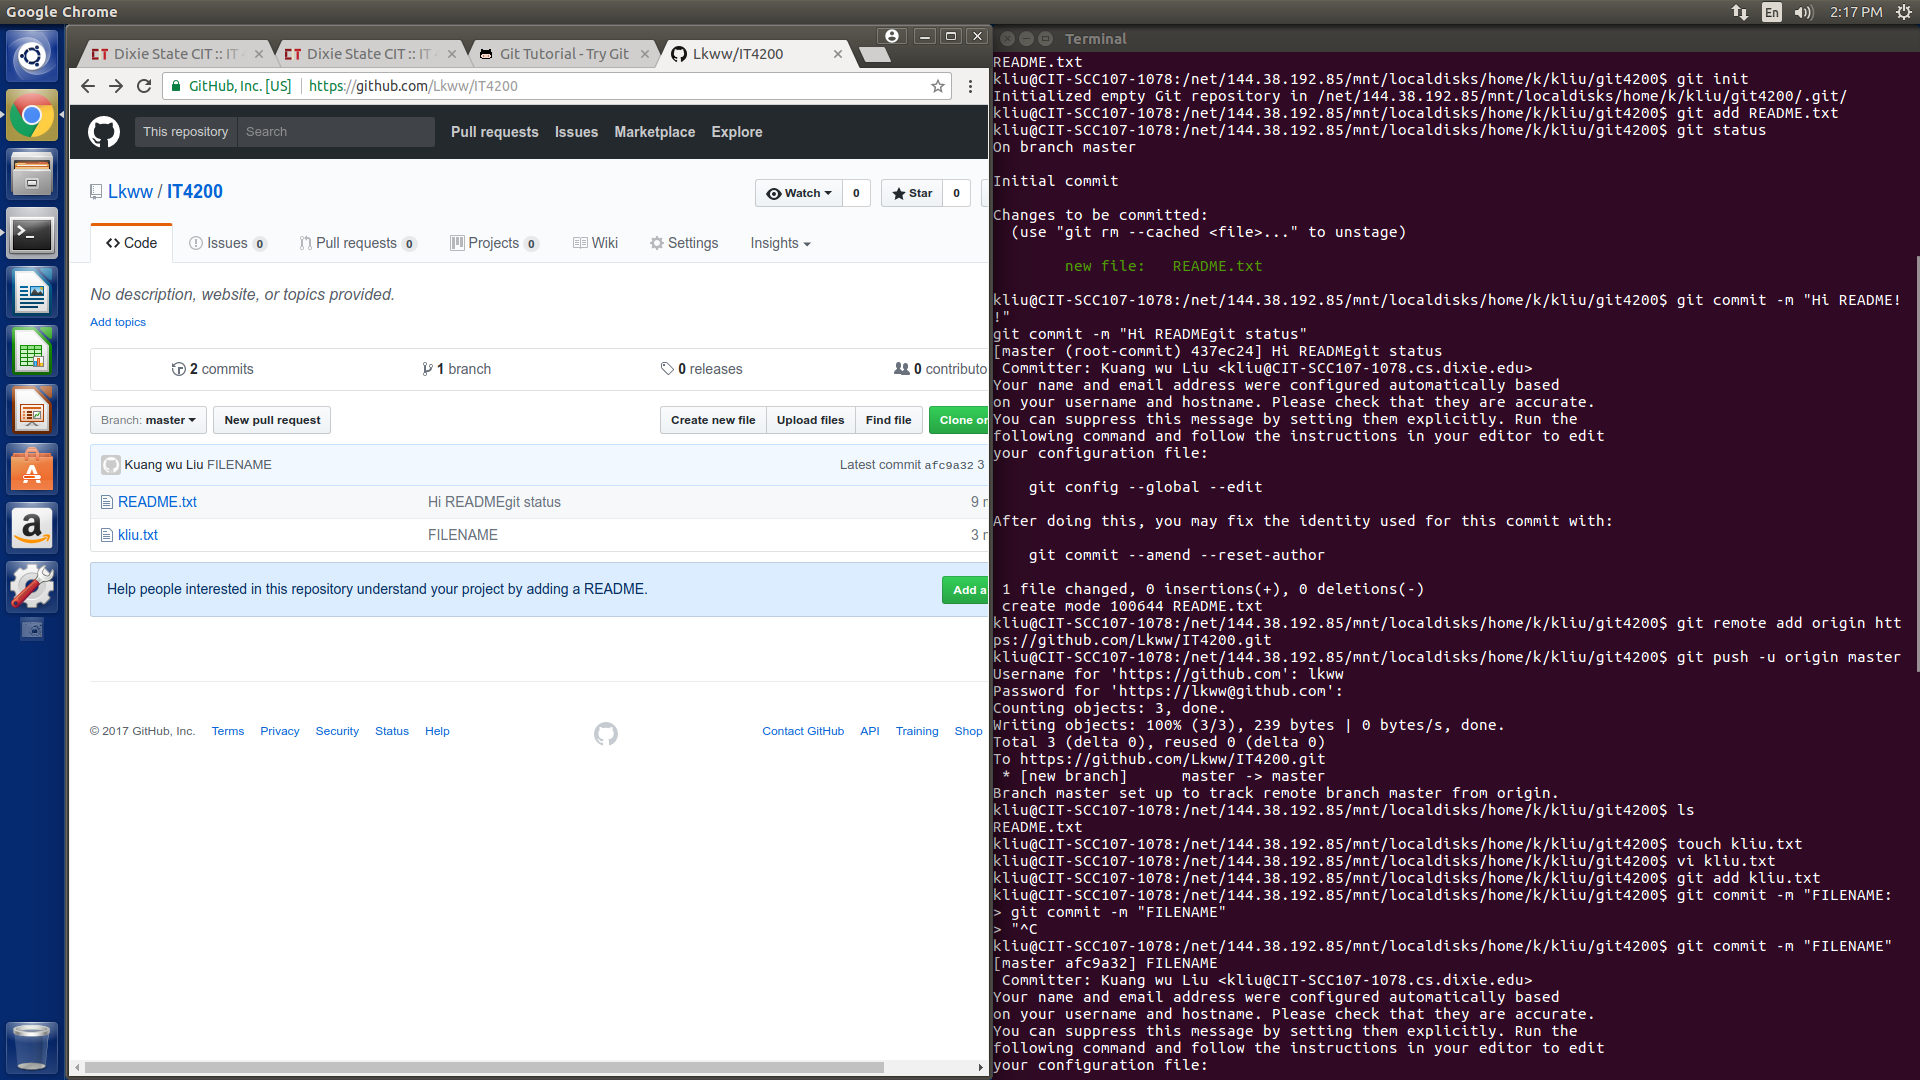 Google Chrome
En
2:17 PM
Dixie State CIT :: IT -
Dixie State CIT :: IT -
Git Tutorial - Try Git
Lkww/IT4200
GitHub, Inc. [US]
https://github.com/Lkww/IT4200
This repository
Search
Pull requests
Issues
Marketplace
Explore
Lkww / IT4200
Watch
0
Star
0
Code
Issues 0
Pull requests 0
Projects 0
Wiki
Settings
Insights
No description, website, or topics provided.
Add topics
2 commits
1 branch
0 releases
0 contributo
Branch: master
New pull request
Create new file
Upload files
Find file
Clone or
Kuang wu Liu FILENAME
Latest commit afc9a32 3
README.txt
Hi READMEgit status
9
kliu.txt
FILENAME
3
Help people interested in this repository understand your project by adding a README.
Add a
© 2017 GitHub, Inc.
Terms
Privacy
Security
Status
Help
Contact GitHub
API
Training
Shop
Terminal
README.txt
kliu@CIT-SCC107-1078:/net/144.38.192.85/mnt/localdisks/home/k/kliu/git4200$ git init
Initialized empty Git repository in /net/144.38.192.85/mnt/localdisks/home/k/kliu/git4200/.git/
kliu@CIT-SCC107-1078:/net/144.38.192.85/mnt/localdisks/home/k/kliu/git4200$ git add README.txt
kliu@CIT-SCC107-1078:/net/144.38.192.85/mnt/localdisks/home/k/kliu/git4200$ git status
On branch master
Initial commit
Changes to be committed:
(use "git rm --cached <file>..." to unstage)
new file:   README.txt
kliu@CIT-SCC107-1078:/net/144.38.192.85/mnt/localdisks/home/k/kliu/git4200$ git commit -m "Hi README!
!"
git commit -m "Hi READMEgit status"
[master (root-commit) 437ec24] Hi READMEgit status
Committer: Kuang wu Liu <kliu@CIT-SCC107-1078.cs.dixie.edu>
Your name and email address were configured automatically based
on your username and hostname. Please check that they are accurate.
You can suppress this message by setting them explicitly. Run the
following command and follow the instructions in your editor to edit
your configuration file:
git config --global --edit
After doing this, you may fix the identity used for this commit with:
git commit --amend --reset-author
1 file changed, 0 insertions(+), 0 deletions(-)
create mode 100644 README.txt
kliu@CIT-SCC107-1078:/net/144.38.192.85/mnt/localdisks/home/k/kliu/git4200$ git remote add origin htt
ps://github.com/Lkww/IT4200.git
kliu@CIT-SCC107-1078:/net/144.38.192.85/mnt/localdisks/home/k/kliu/git4200$ git push -u origin master
Username for 'https://github.com': lkww
Password for 'https://lkww@github.com':
Counting objects: 3, done.
Writing objects: 100% (3/3), 239 bytes | 0 bytes/s, done.
Total 3 (delta 0), reused 0 (delta 0)
To https://github.com/Lkww/IT4200.git
* [new branch]      master -> master
Branch master set up to track remote branch master from origin.
kliu@CIT-SCC107-1078:/net/144.38.192.85/mnt/localdisks/home/k/kliu/git4200$ ls
README.txt
kliu@CIT-SCC107-1078:/net/144.38.192.85/mnt/localdisks/home/k/kliu/git4200$ touch kliu.txt
kliu@CIT-SCC107-1078:/net/144.38.192.85/mnt/localdisks/home/k/kliu/git4200$ vi kliu.txt
kliu@CIT-SCC107-1078:/net/144.38.192.85/mnt/localdisks/home/k/kliu/git4200$ git add kliu.txt
kliu@CIT-SCC107-1078:/net/144.38.192.85/mnt/localdisks/home/k/kliu/git4200$ git commit -m "FILENAME:
> git commit -m "FILENAME"
> "^C
kliu@CIT-SCC107-1078:/net/144.38.192.85/mnt/localdisks/home/k/kliu/git4200$ git commit -m "FILENAME"
[master afc9a32] FILENAME
Committer: Kuang wu Liu <kliu@CIT-SCC107-1078.cs.dixie.edu>
Your name and email address were configured automatically based
on your username and hostname. Please check that they are accurate.
You can suppress this message by setting them explicitly. Run the
following command and follow the instructions in your editor to edit
your configuration file: